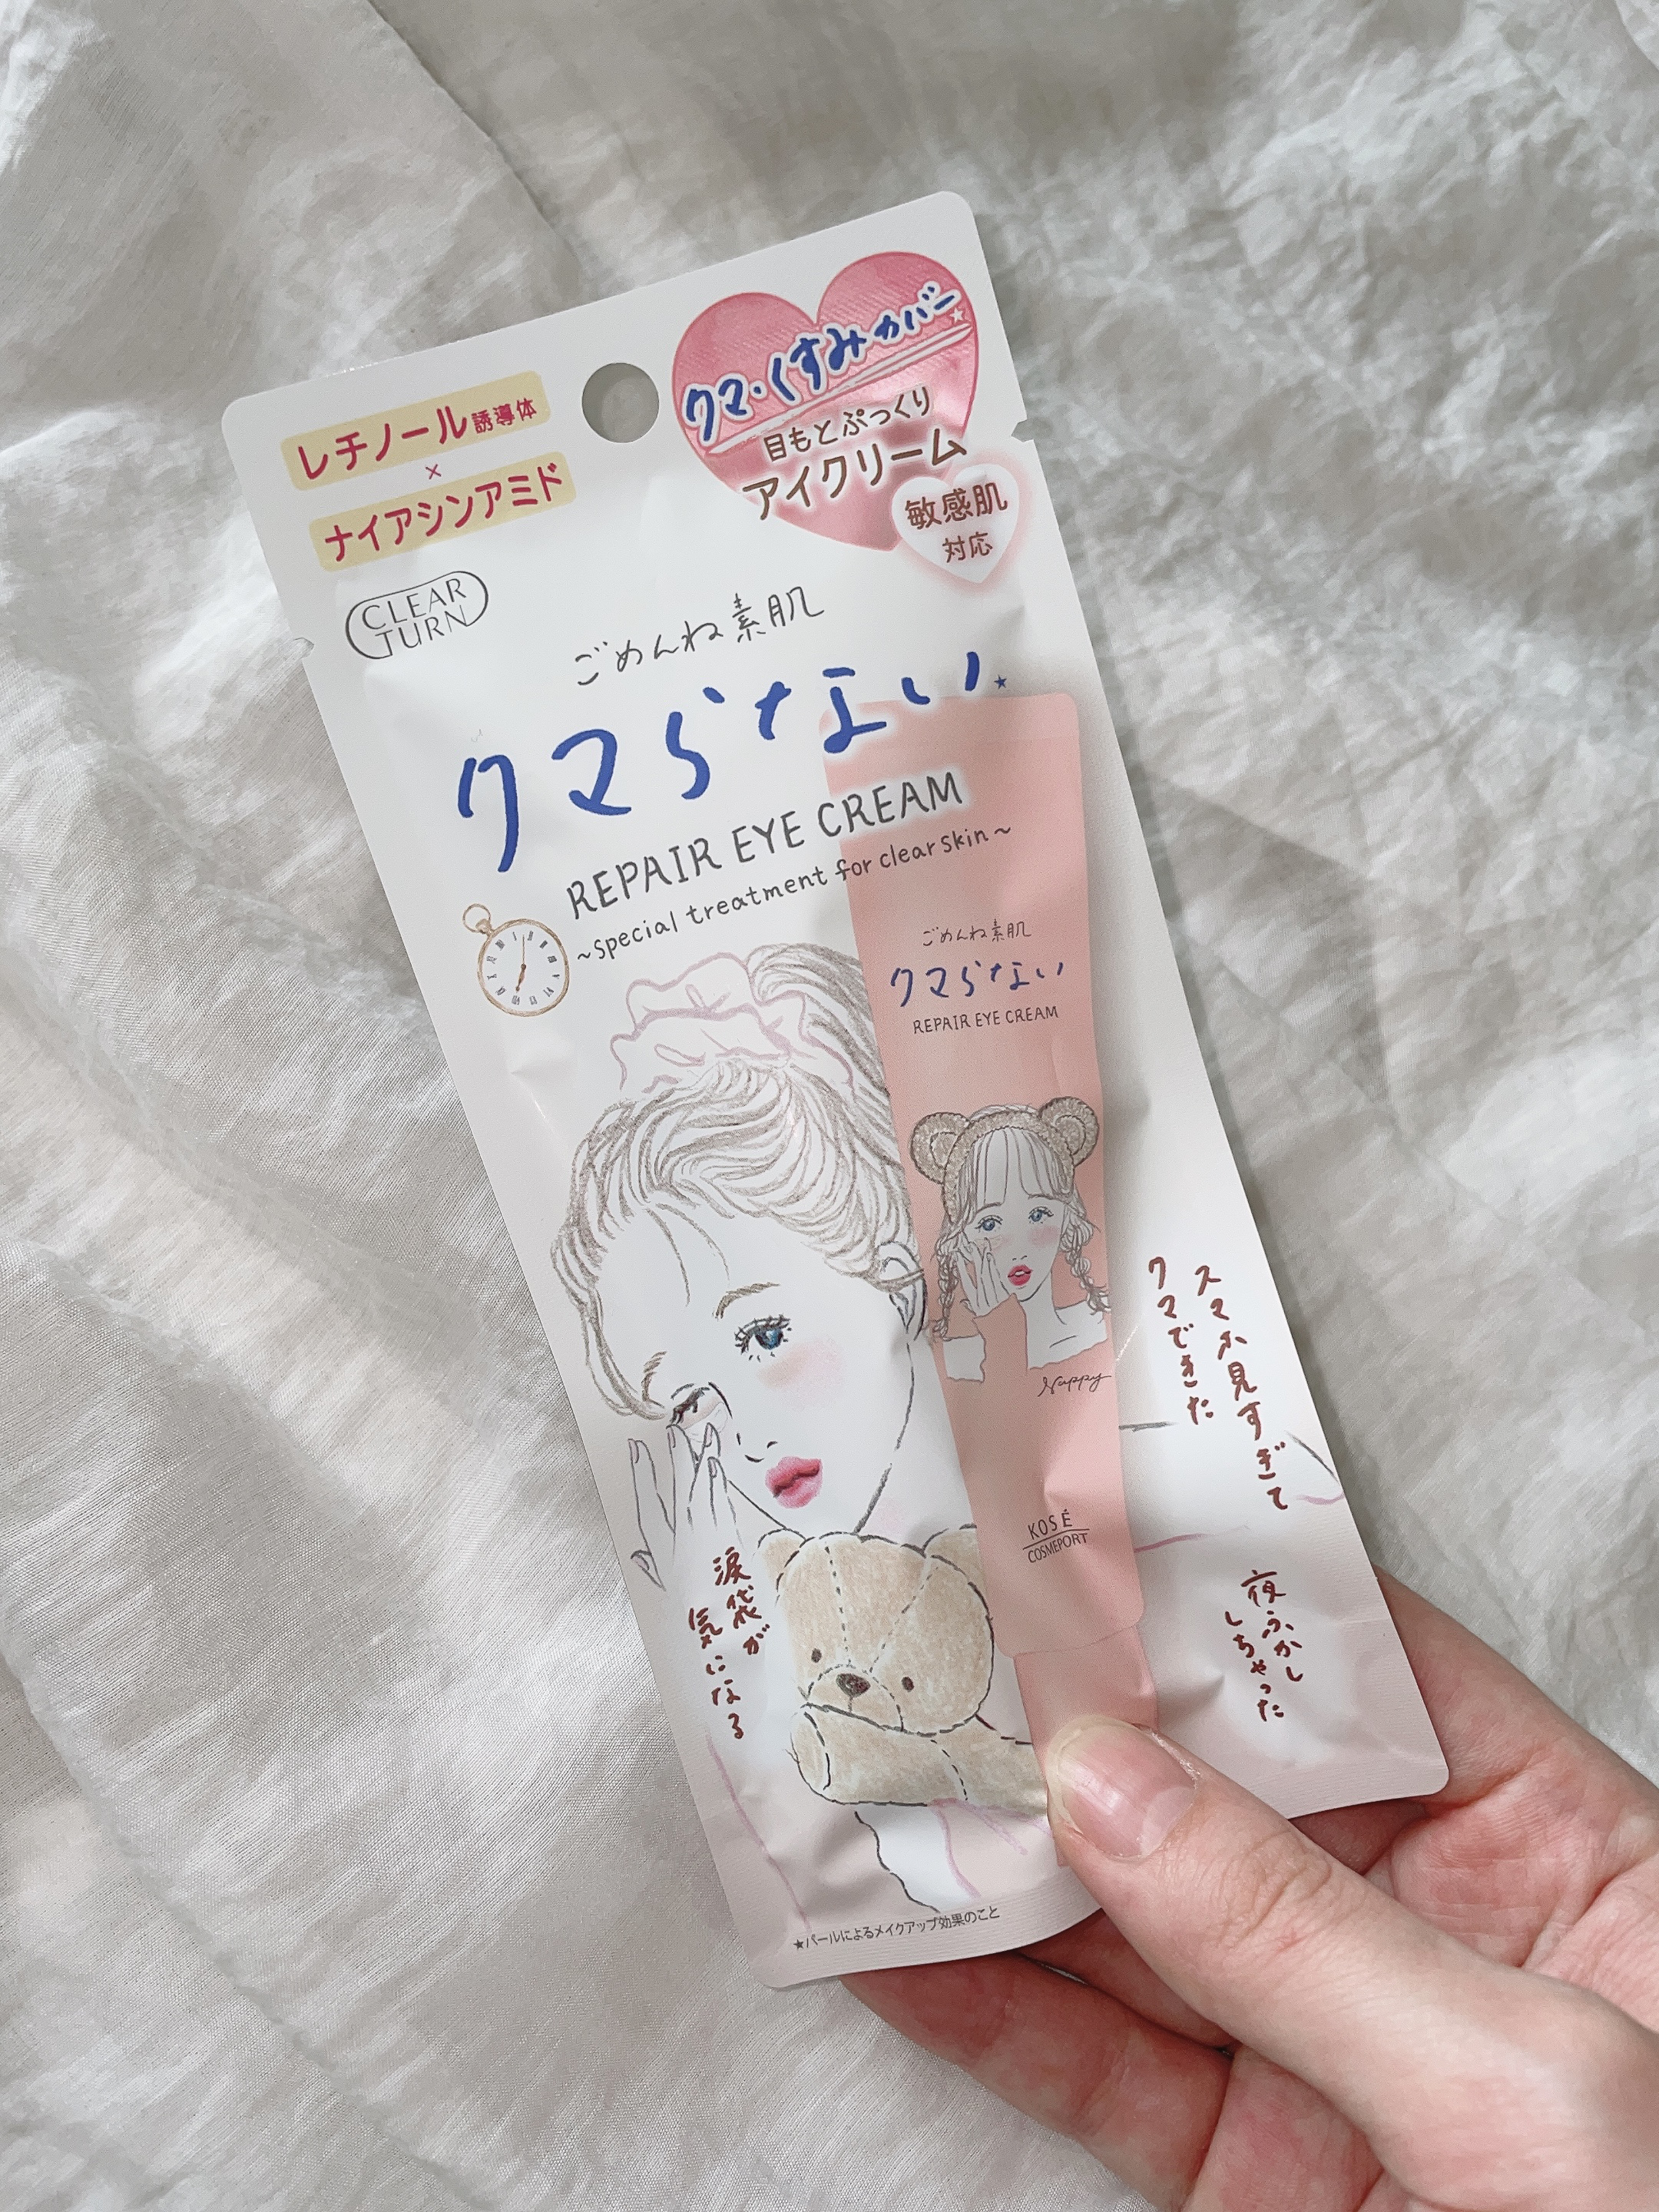 レチノール誘導体
×
ナイアシンアミド
クマ・くすみカバー★
目もとぷっくり
アイクリーム
敏感肌
対応
CLEAR
TURN
ごめんね素肌
クマらない★
REPAIR EYE CREAM
~special treatment for clear skin~
ごめんね素肌
クマらない
REPAIR EYE CREAM
Nappy
KOSÉ
COSMEPORT
スマホ見すぎて
クマできた
涙袋が
気になる
夜ふかし
しちゃった
★パールによるメイクアップ効果のこと